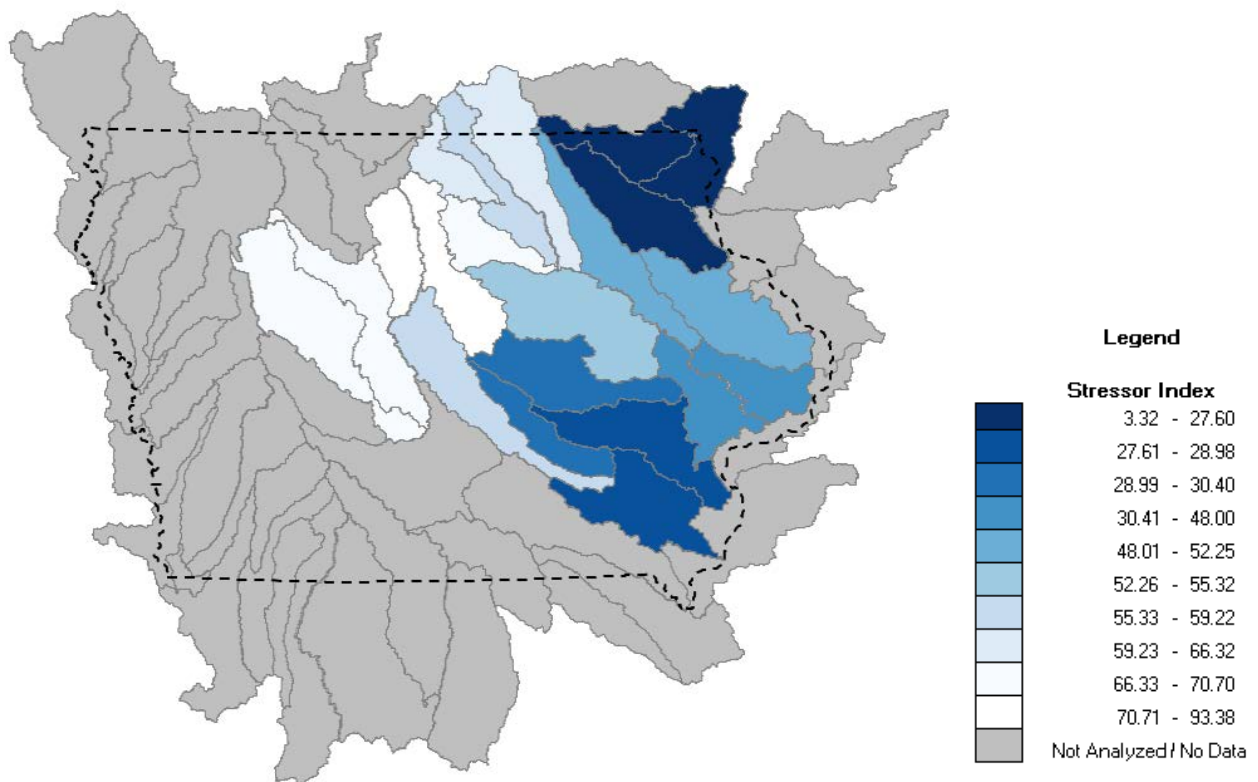 Legend
Stressor Index
3.32 - 27.60
27.61 - 28.98
28.99 - 30.40
30.41 - 48.00
48.01 - 52.25
52.26 - 55.32
55.33 - 59.22
59.23 - 66.32
66.33 - 70.70
70.71 - 93.38
Not Analyzed / No Data